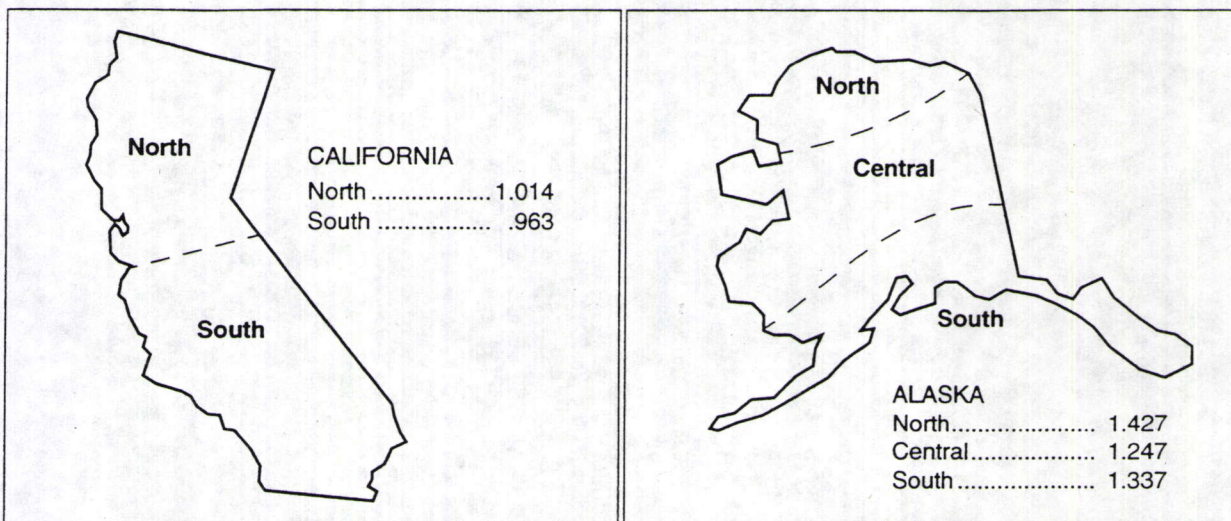 North
South
CALIFORNIA
North .................. 1.014
South .................... .963
North
Central
South
ALASKA
North...................... 1.427
Central................... 1.247
South ..................... 1.337